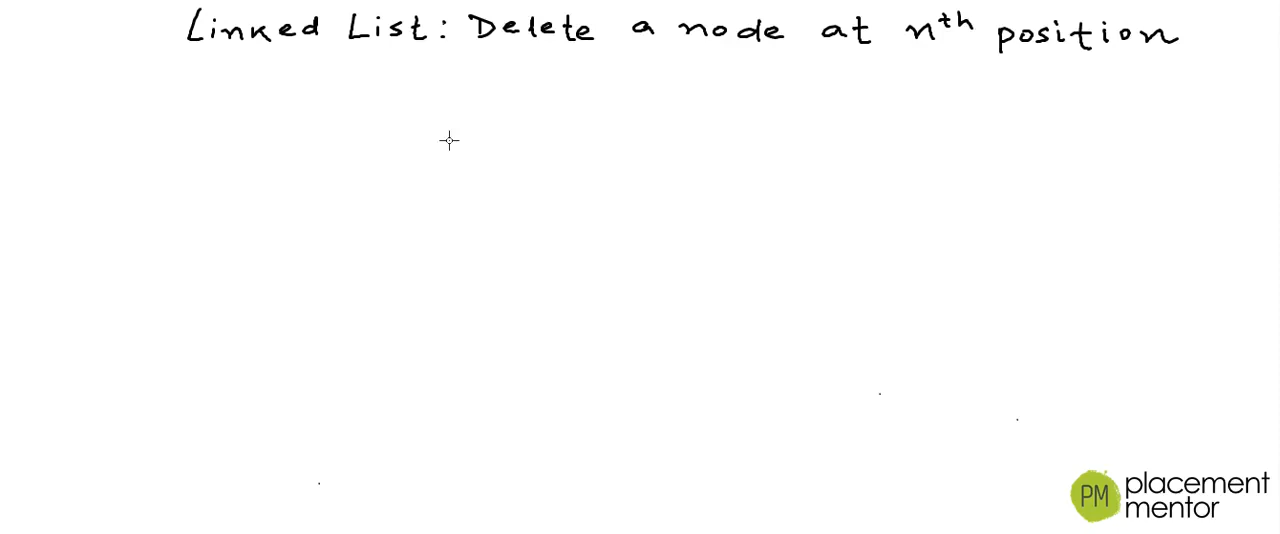 Linked List: Delete a node at nth position
PM placement
mentor